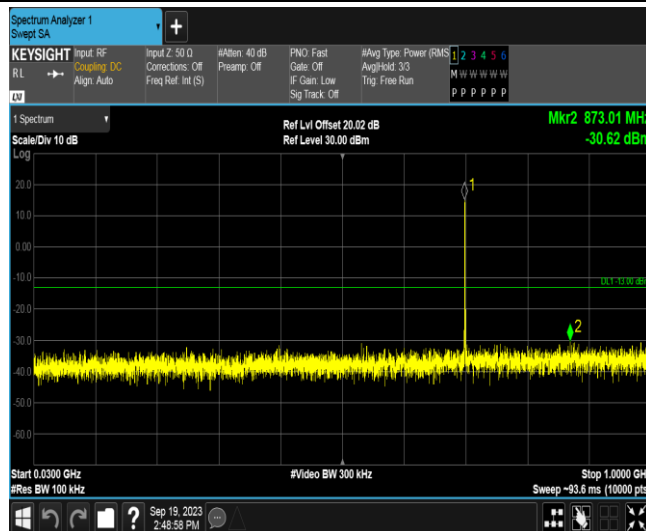 Spectrum Analyzer 1
Swept SA
KEYSIGHT
RL
LXI
Input: RF
Coupling: DC
Align: Auto
Input Z: 50 Ω
Corrections: Off
Freq Ref: Int (S)
#Atten: 40 dB
Preamp: Off
PNO: Fast
Gate: Off
IF Gain: Low
Sig Track: Off
#Avg Type: Power (RMS
Avg|Hold: 3/3
Trig: Free Run
1 2 3 4 5 6
M W W W W W
P P P P P P
1 Spectrum
Scale/Div 10 dB
Log
Ref Lvl Offset 20.02 dB
Ref Level 30.00 dBm
Mkr2 873.01 MHz
-30.62 dBm
20.0
10.0
0.00
-10.0
-20.0
-30.0
-40.0
-50.0
-60.0
1
DL1 -13.00 dBm
2
Start 0.0300 GHz
#Res BW 100 kHz
#Video BW 300 kHz
Stop 1.0000 GH
Sweep ~93.6 ms (10000 pts
?
Sep 19, 2023
2:48:58 PM